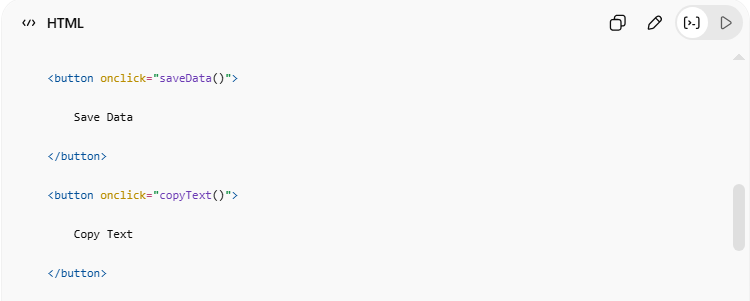 HTML
<button onclick="saveData()">
Save Data
</button>
<button onclick="copyText()">
Copy Text
</button>